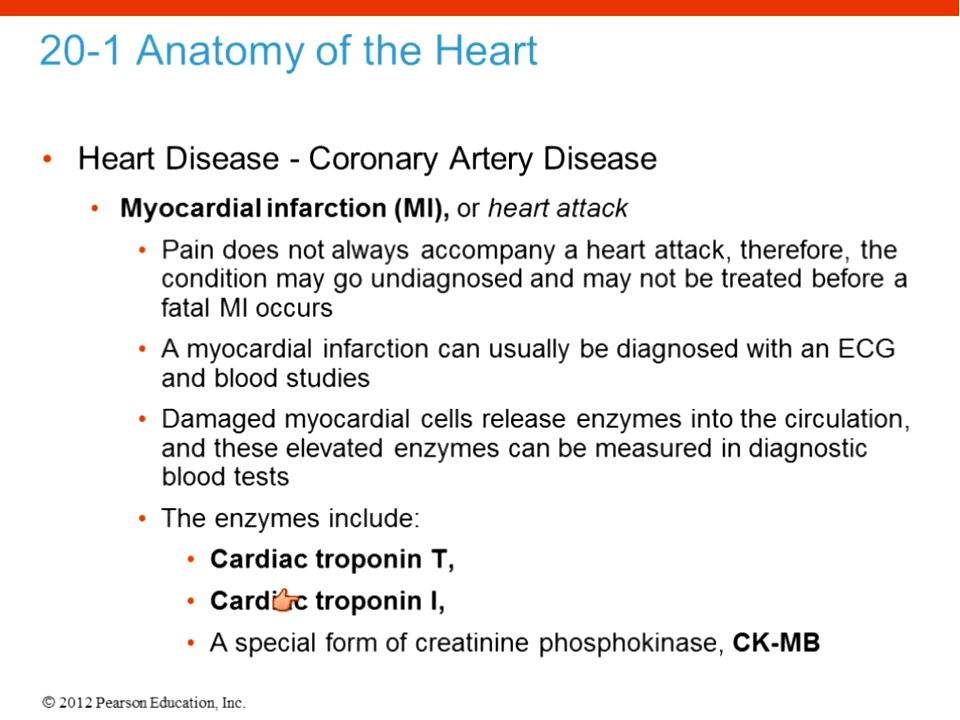 20-1 Anatomy of the Heart
• Heart Disease - Coronary Artery Disease
• Myocardial infarction (MI), or heart attack
• Pain does not always accompany a heart attack, therefore, the
condition may go undiagnosed and may not be treated before a
fatal MI occurs
• A myocardial infarction can usually be diagnosed with an ECG
and blood studies
• Damaged myocardial cells release enzymes into the circulation,
and these elevated enzymes can be measured in diagnostic
blood tests
• The enzymes include:
• Cardiac troponin T,
• Cardiac troponin I,
• A special form of creatinine phosphokinase, CK-MB
© 2012 Pearson Education, Inc.